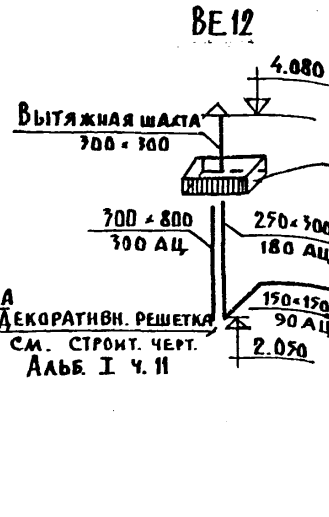 ВЕ12
4.080
ВЫТЯЖНАЯ ШАХТА
300×300
300×800
300 АЦ
250×300
180 АЦ
150×150
90 АЦ
А
ДЕКОРАТИВН. РЕШЕТКА
СМ. СТРОИТ. ЧЕРТ.
АЛЬБ. I Ч. 11
2.050